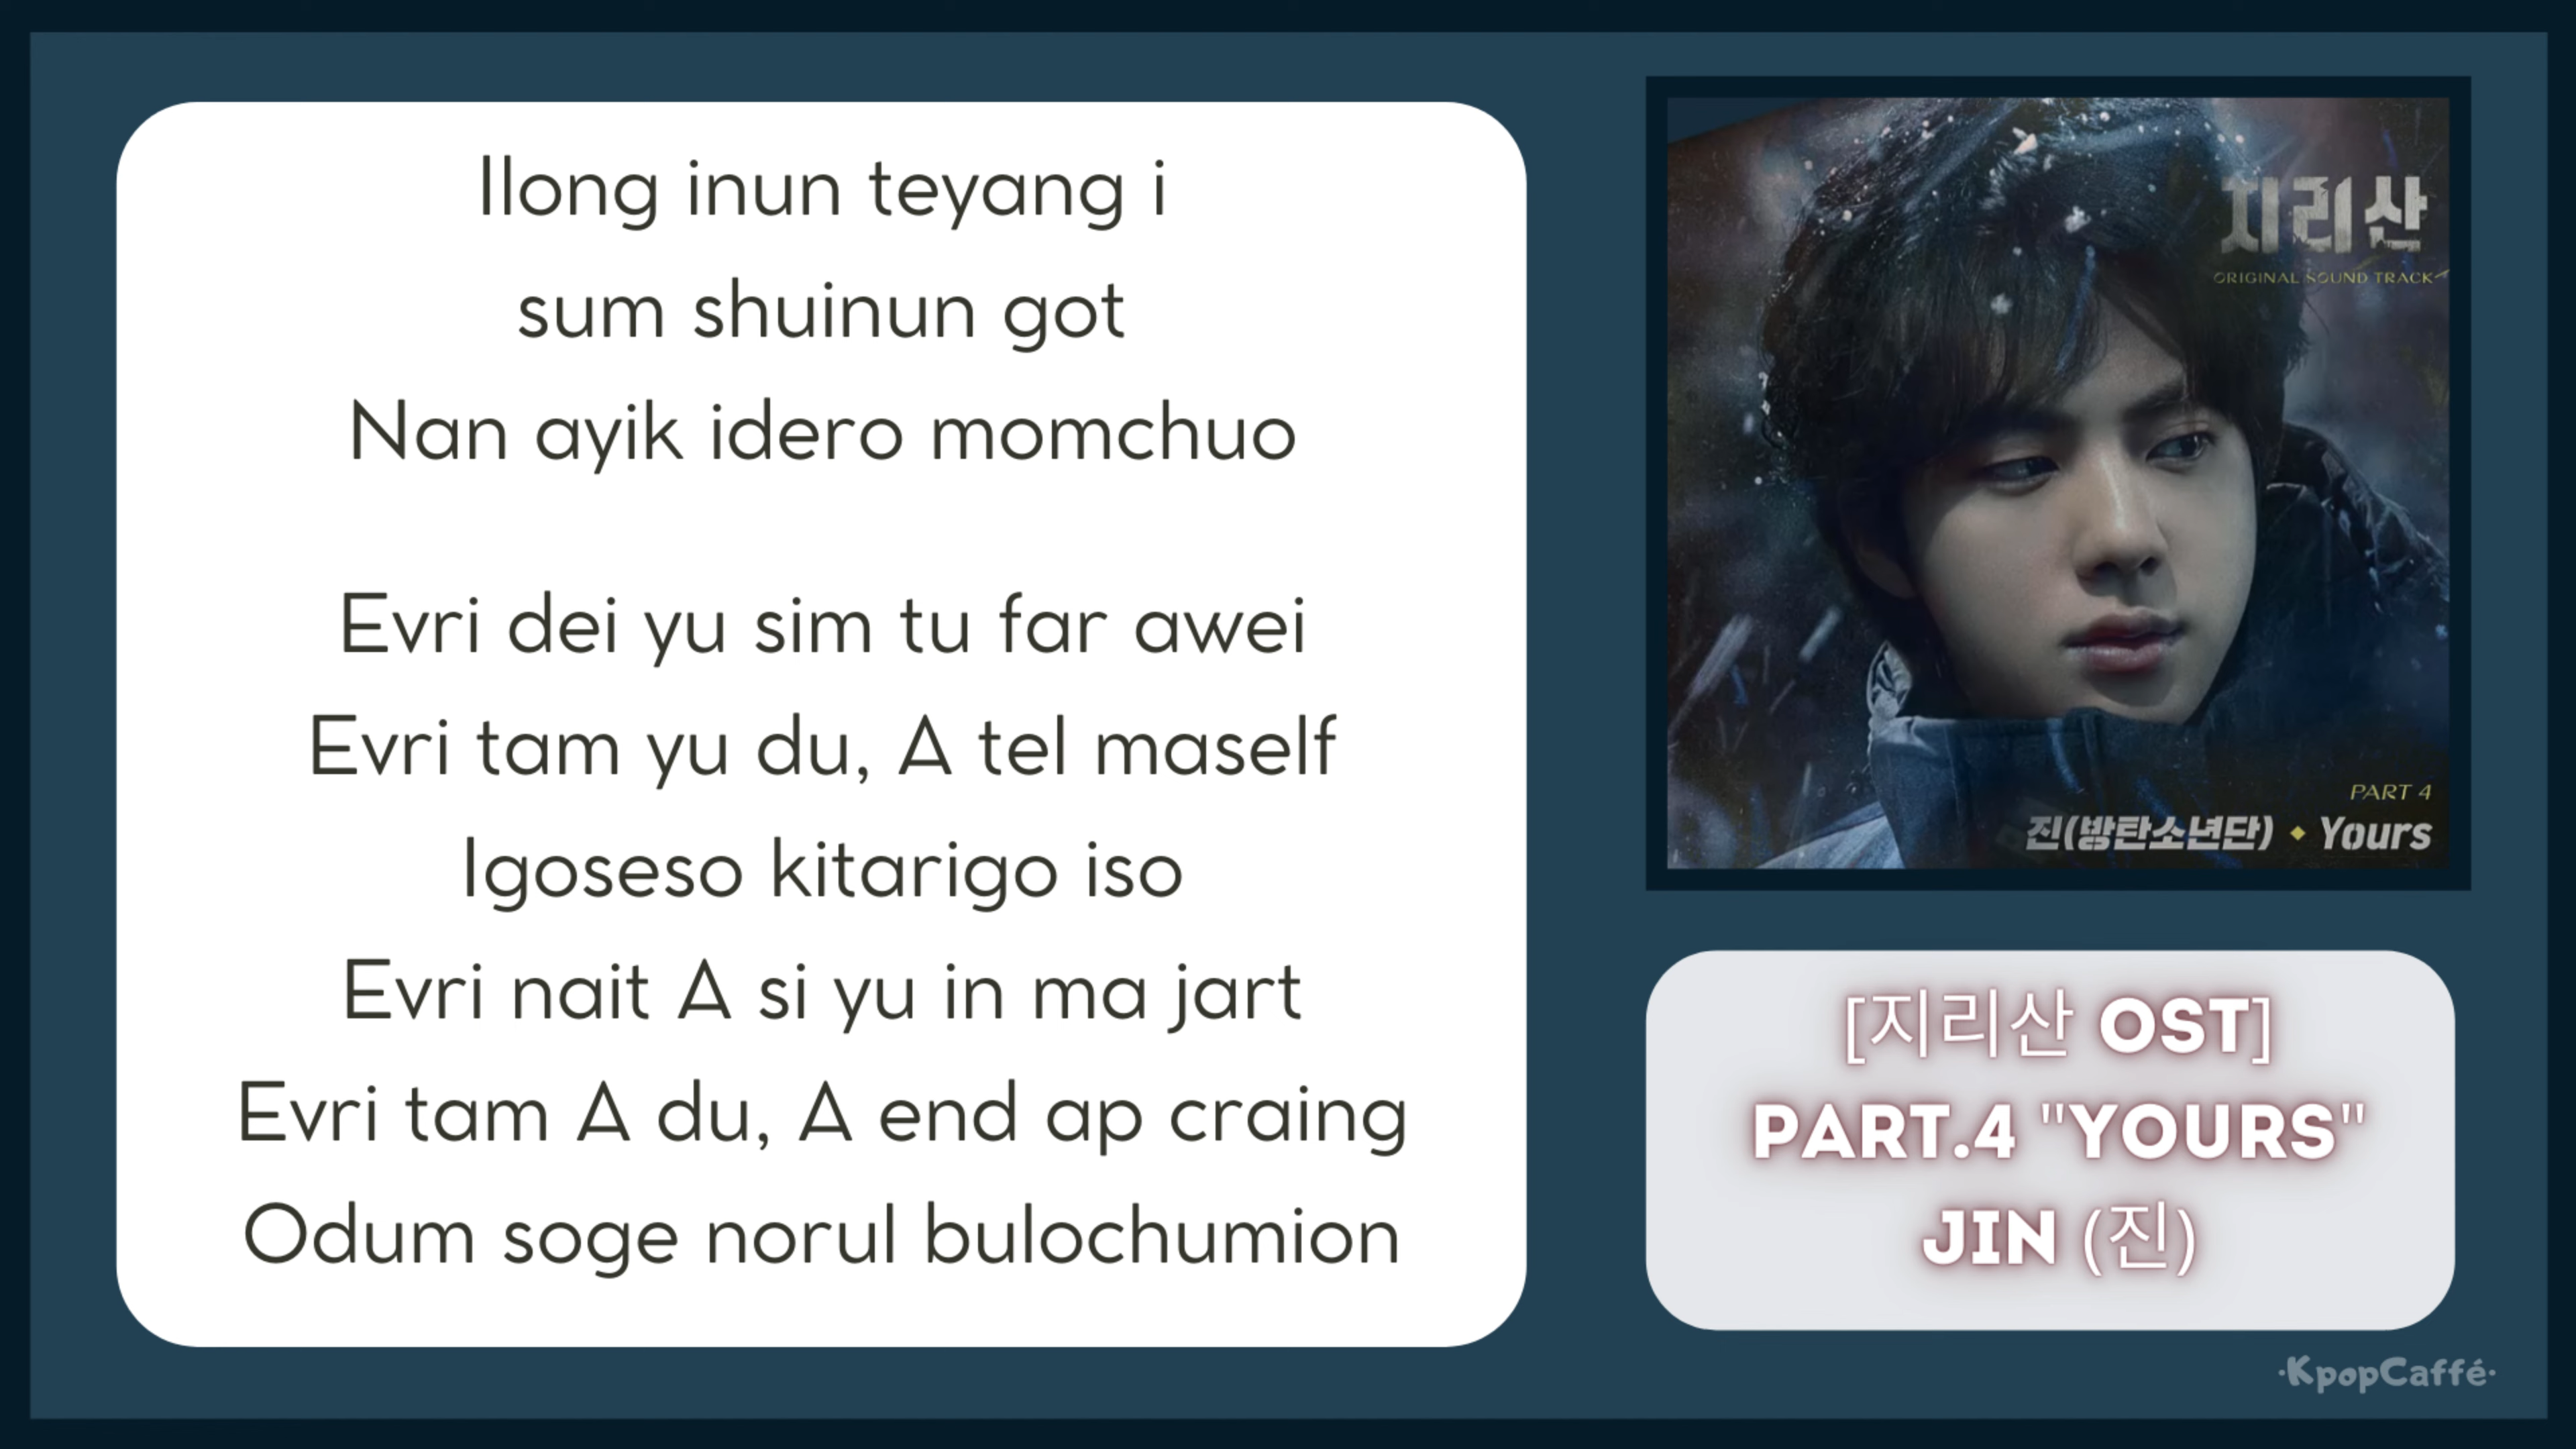 Ilong inun teyang i
sum shuinun got
Nan ayik idero momchuo
Evri dei yu sim tu far awei
Evri tam yu du, A tel maself
Igoseso kitarigo iso
Evri nait A si yu in ma jart
Evri tam A du, A end ap craing
Odum soge norul bulochumion
지리산
ORIGINAL SOUND TRACK
PART 4
진(방탄소년단) ◆ Yours
[지리산 OST]
PART.4 "YOURS"
JIN (진)
·KpopCaffé·